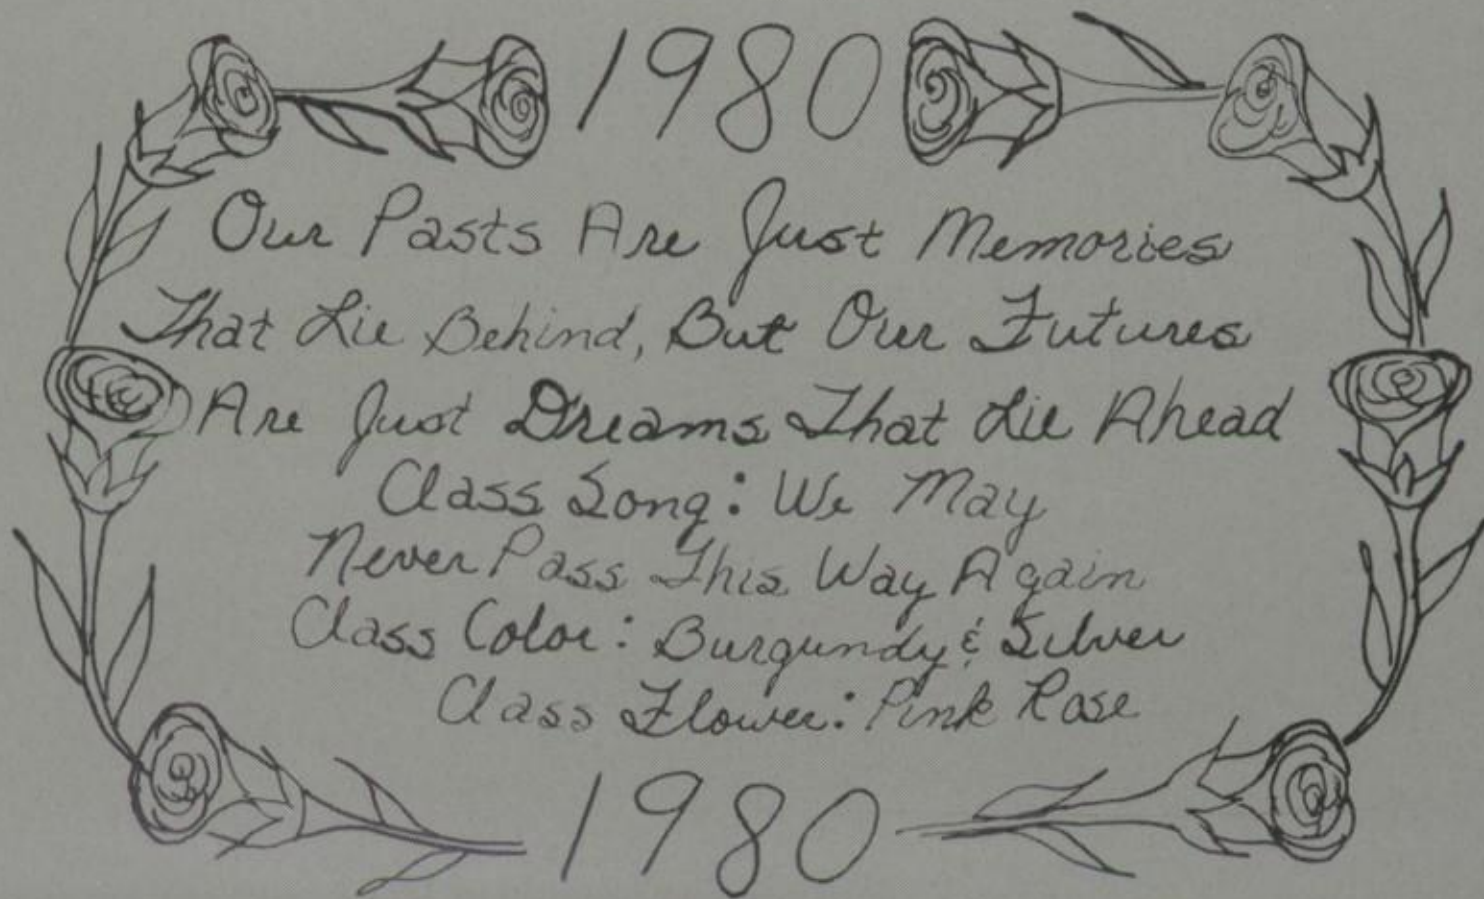 1980
Our Pasts Are Just Memories
That Lie Behind, But Our Futures
Are Just Dreams That Lie Ahead
Class Song: We May
Never Pass This Way Again
Class Color: Burgundy & Silver
Class Flower: Pink Rose
1980